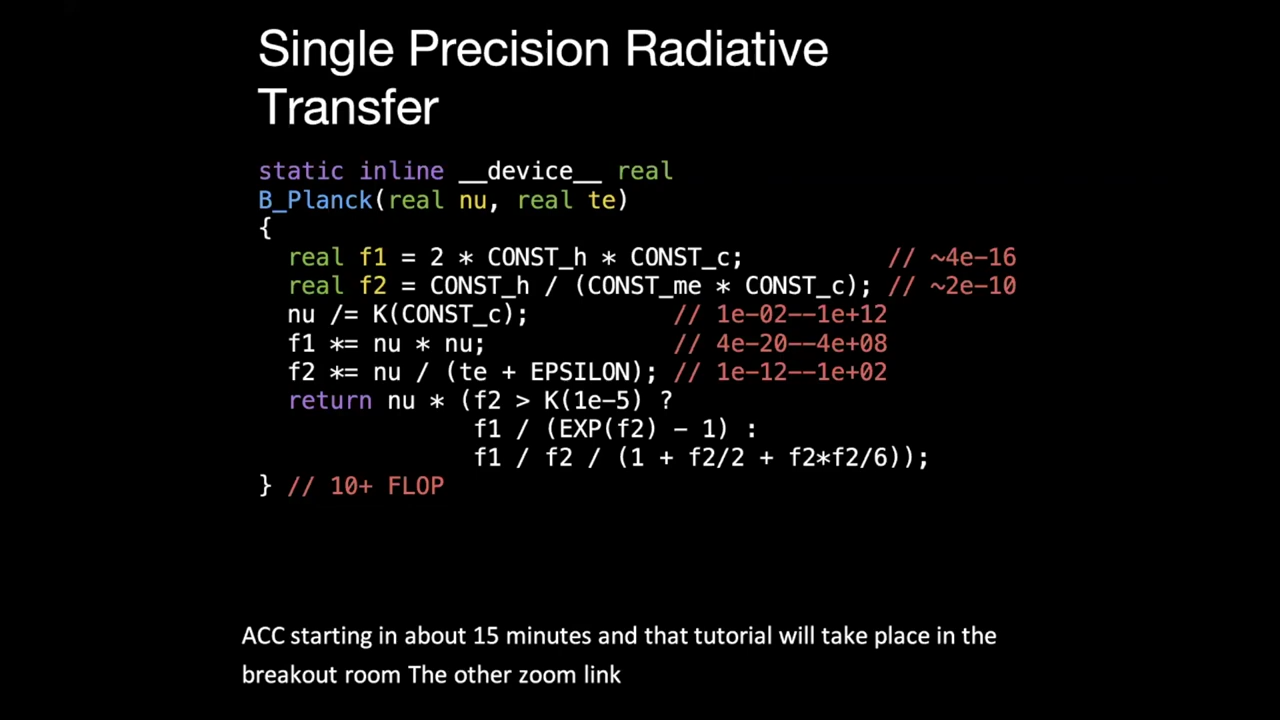 Single Precision Radiative
Transfer
static inline __device__ real
B_Planck(real nu, real te)
{
  real f1 = 2 * CONST_h * CONST_c;          // ~4e-16
  real f2 = CONST_h / (CONST_me * CONST_c); // ~2e-10
  nu /= K(CONST_c);          // 1e-02--1e+12
  f1 *= nu * nu;             // 4e-20--4e+08
  f2 *= nu / (te + EPSILON); // 1e-12--1e+02
  return nu * (f2 > K(1e-5) ?
               f1 / (EXP(f2) - 1) :
               f1 / f2 / (1 + f2/2 + f2*f2/6));
} // 10+ FLOP
ACC starting in about 15 minutes and that tutorial will take place in the
breakout room The other zoom link